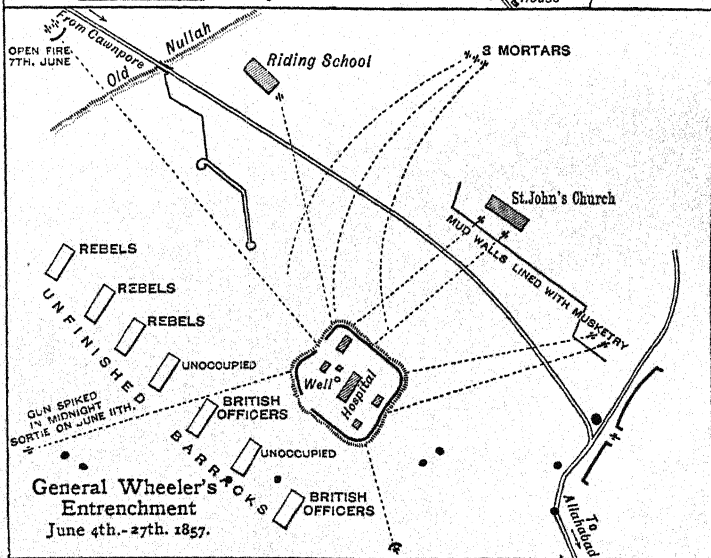 House
From Cawnpore
OPEN FIRE
7TH. JUNE
Old Nullah
Riding School
3 MORTARS
St. John's Church
MUD WALLS LINED WITH MUSKETRY
REBELS
REBELS
REBELS
UNOCCUPIED
UNFINISHED
BARRACKS
Well
Hospital
GUN SPIKED
IN MIDNIGHT
SORTIE ON JUNE 11TH.
BRITISH
OFFICERS
UNOCCUPIED
BRITISH
OFFICERS
General Wheeler's
Entrenchment
June 4th.-27th. 1857.
To
Allahabad